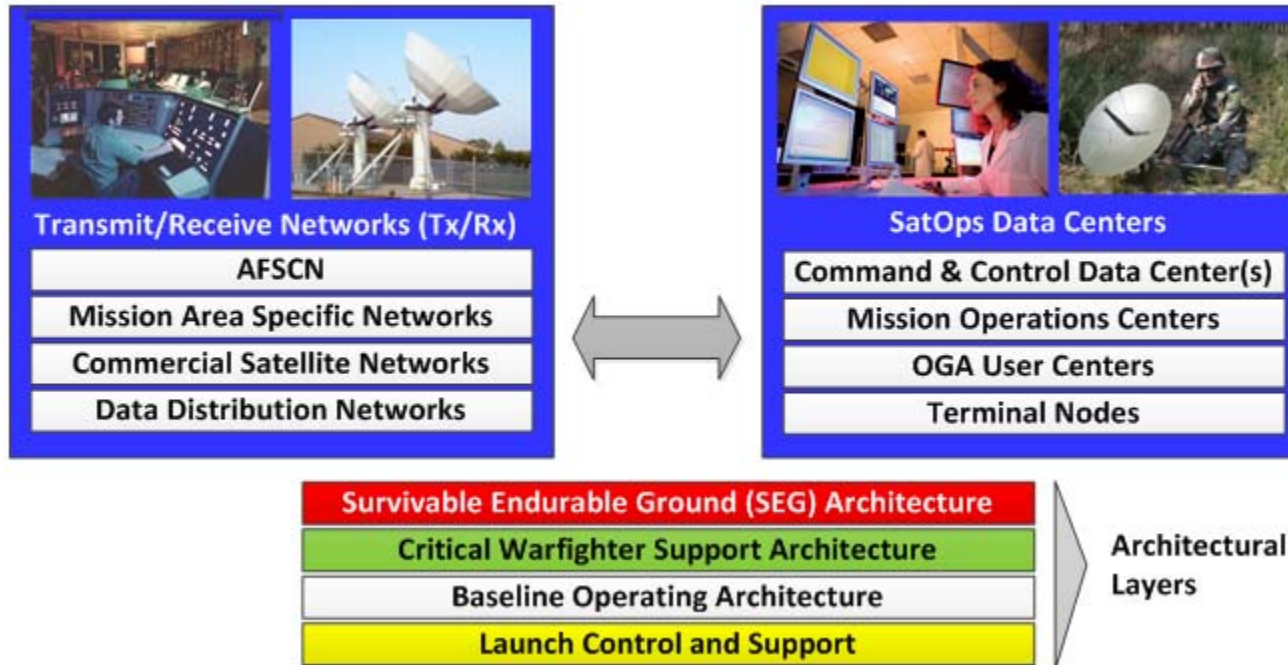 Transmit/Receive Networks (Tx/Rx)
AFSCN
Mission Area Specific Networks
Commercial Satellite Networks
Data Distribution Networks
SatOps Data Centers
Command & Control Data Center(s)
Mission Operations Centers
OGA User Centers
Terminal Nodes
Survivable Endurable Ground (SEG) Architecture
Critical Warfighter Support Architecture
Baseline Operating Architecture
Launch Control and Support
Architectural
Layers